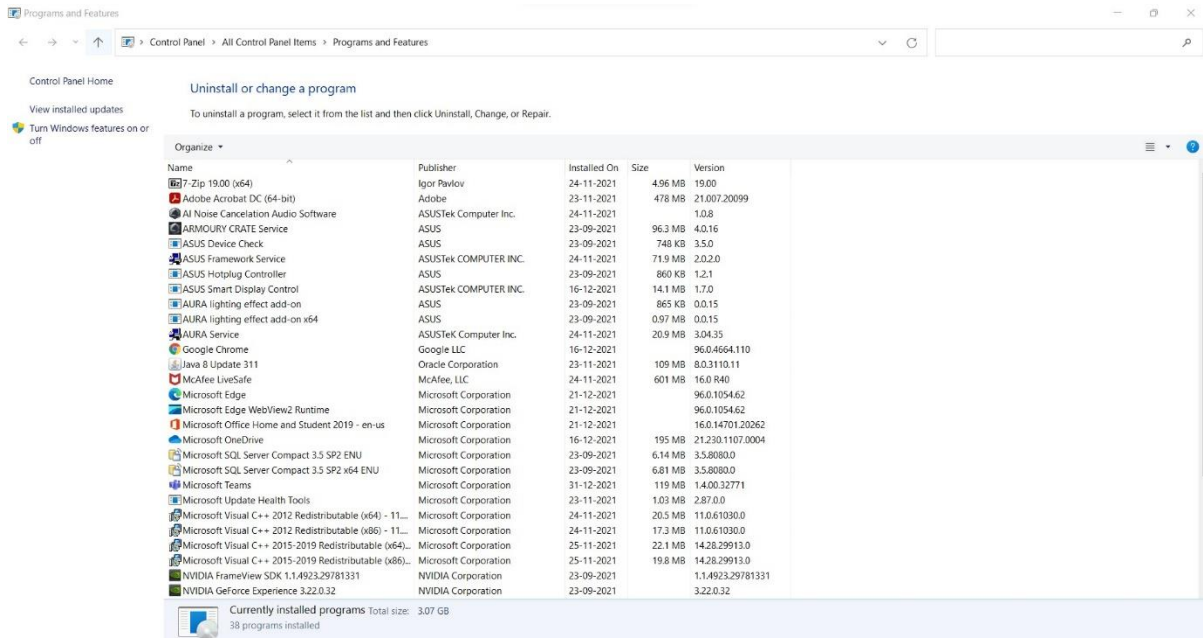 Programs and Features
Control Panel > All Control Panel Items > Programs and Features
Control Panel Home
View installed updates
Turn Windows features on or
off
Uninstall or change a program
To uninstall a program, select it from the list and then click Uninstall, Change, or Repair.
Organize
Name Publisher Installed On Size Version
7-Zip 19.00 (x64) Igor Pavlov 24-11-2021 4.96 MB 19.00
Adobe Acrobat DC (64-bit) Adobe 23-11-2021 478 MB 21.007.20099
AI Noise Cancelation Audio Software ASUSTek Computer Inc. 24-11-2021 1.0.8
ARMOURY CRATE Service ASUS 23-09-2021 96.3 MB 4.0.16
ASUS Device Check ASUS 23-09-2021 748 KB 3.5.0
ASUS Framework Service ASUSTek COMPUTER INC. 24-11-2021 71.9 MB 2.0.2.0
ASUS Hotplug Controller ASUS 23-09-2021 860 KB 1.2.1
ASUS Smart Display Control ASUSTek COMPUTER INC. 16-12-2021 14.1 MB 1.7.0
AURA lighting effect add-on ASUS 23-09-2021 865 KB 0.0.15
AURA lighting effect add-on x64 ASUS 23-09-2021 0.97 MB 0.0.15
AURA Service ASUSTeK Computer Inc. 24-11-2021 20.9 MB 3.04.35
Google Chrome Google LLC 16-12-2021 96.0.4664.110
Java 8 Update 311 Oracle Corporation 23-11-2021 109 MB 8.0.3110.11
McAfee LiveSafe McAfee, LLC 24-11-2021 601 MB 16.0 R40
Microsoft Edge Microsoft Corporation 21-12-2021 96.0.1054.62
Microsoft Edge WebView2 Runtime Microsoft Corporation 21-12-2021 96.0.1054.62
Microsoft Office Home and Student 2019 - en-us Microsoft Corporation 21-12-2021 16.0.14701.20262
Microsoft OneDrive Microsoft Corporation 16-12-2021 195 MB 21.230.1107.0004
Microsoft SQL Server Compact 3.5 SP2 ENU Microsoft Corporation 23-09-2021 6.14 MB 3.5.8080.0
Microsoft SQL Server Compact 3.5 SP2 x64 ENU Microsoft Corporation 23-09-2021 6.81 MB 3.5.8080.0
Microsoft Teams Microsoft Corporation 31-12-2021 119 MB 1.4.00.32771
Microsoft Update Health Tools Microsoft Corporation 23-11-2021 1.03 MB 2.87.0.0
Microsoft Visual C++ 2012 Redistributable (x64) - 11.... Microsoft Corporation 24-11-2021 20.5 MB 11.0.61030.0
Microsoft Visual C++ 2012 Redistributable (x86) - 11.... Microsoft Corporation 24-11-2021 17.3 MB 11.0.61030.0
Microsoft Visual C++ 2015-2019 Redistributable (x64)... Microsoft Corporation 25-11-2021 22.1 MB 14.28.29913.0
Microsoft Visual C++ 2015-2019 Redistributable (x86)... Microsoft Corporation 25-11-2021 19.8 MB 14.28.29913.0
NVIDIA FrameView SDK 1.1.4923.29781331 NVIDIA Corporation 23-09-2021 1.1.4923.29781331
NVIDIA GeForce Experience 3.22.0.32 NVIDIA Corporation 23-09-2021 3.22.0.32
Currently installed programs Total size: 3.07 GB
38 programs installed